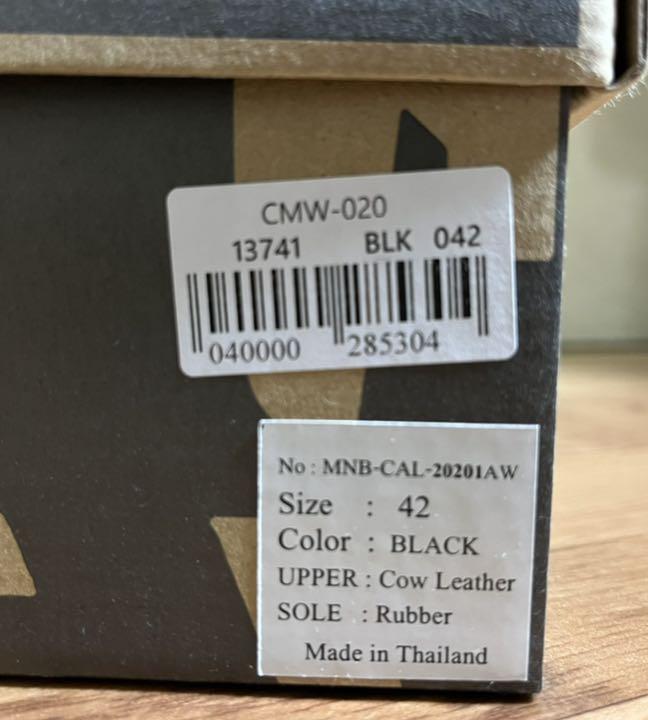 CMW-020
13741 BLK 042
040000 285304
No : MNB-CAL-20201AW
Size : 42
Color : BLACK
UPPER : Cow Leather
SOLE : Rubber
Made in Thailand